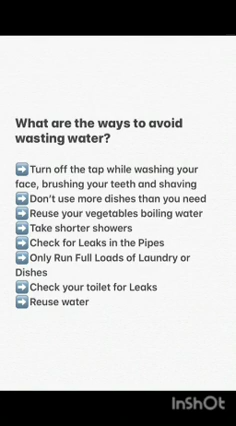 What are the ways to avoid
wasting water?
➡️Turn off the tap while washing your
face, brushing your teeth and shaving
➡️Don't use more dishes than you need
➡️Reuse your vegetables boiling water
➡️Take shorter showers
➡️Check for Leaks in the Pipes
➡️Only Run Full Loads of Laundry or
Dishes
➡️Check your toilet for Leaks
➡️Reuse water
InShOt